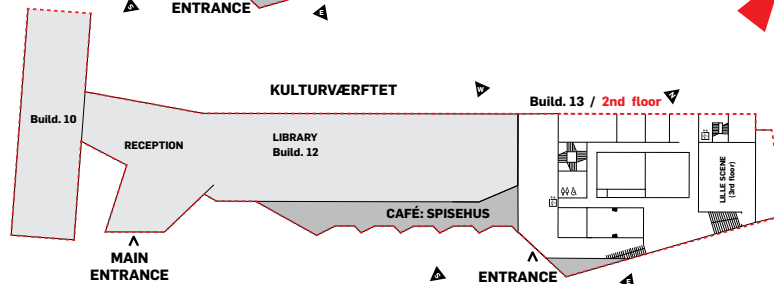 S
ENTRANCE
E
KULTURVÆRFTET
W
Build. 13 / 2nd floor
N
Build. 10
RECEPTION
LIBRARY
Build. 12
LILLE SCENE
(3rd floor)
CAFÉ: SPISEHUS
MAIN
ENTRANCE
S
ENTRANCE
E